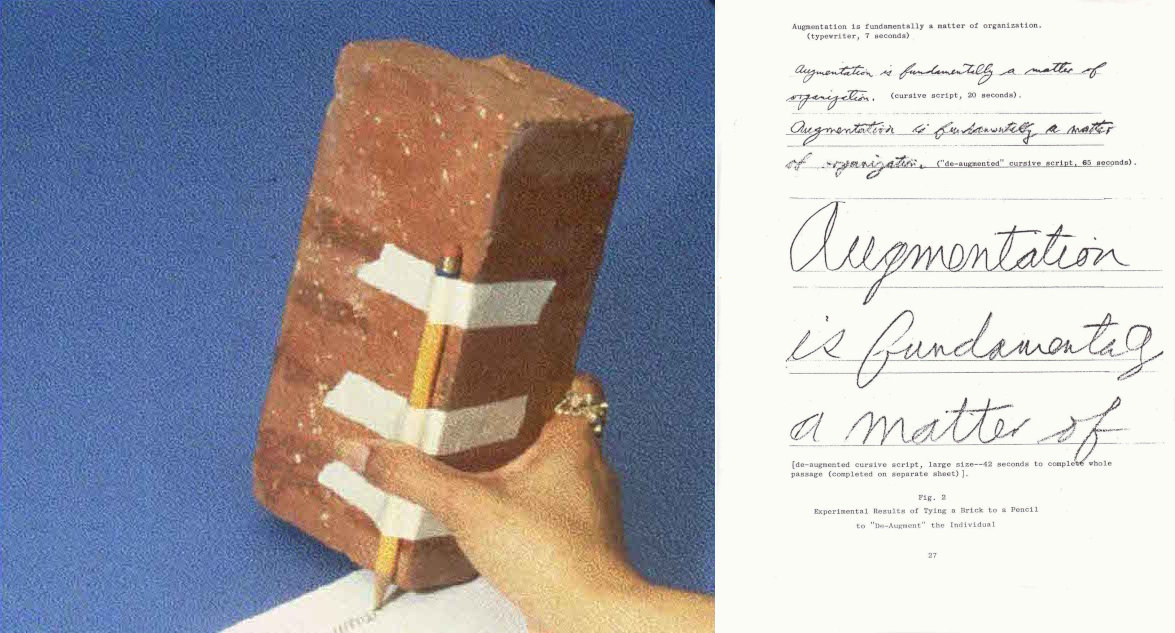 Augmentation is fundamentally a matter of organization.
(typewriter, 7 seconds)
Augmentation is fundamentally a matter of
organization. (cursive script, 20 seconds).
Augmentation is fundamentally a matter
of organization. ("de-augmented" cursive script, 65 seconds).
Augmentation
is fundamentally
a matter of
[de-augmented cursive script, large size--42 seconds to complete whole
passage (completed on separate sheet)].
Fig. 2
Experimental Results of Tying a Brick to a Pencil
to "De-Augment" the Individual
27